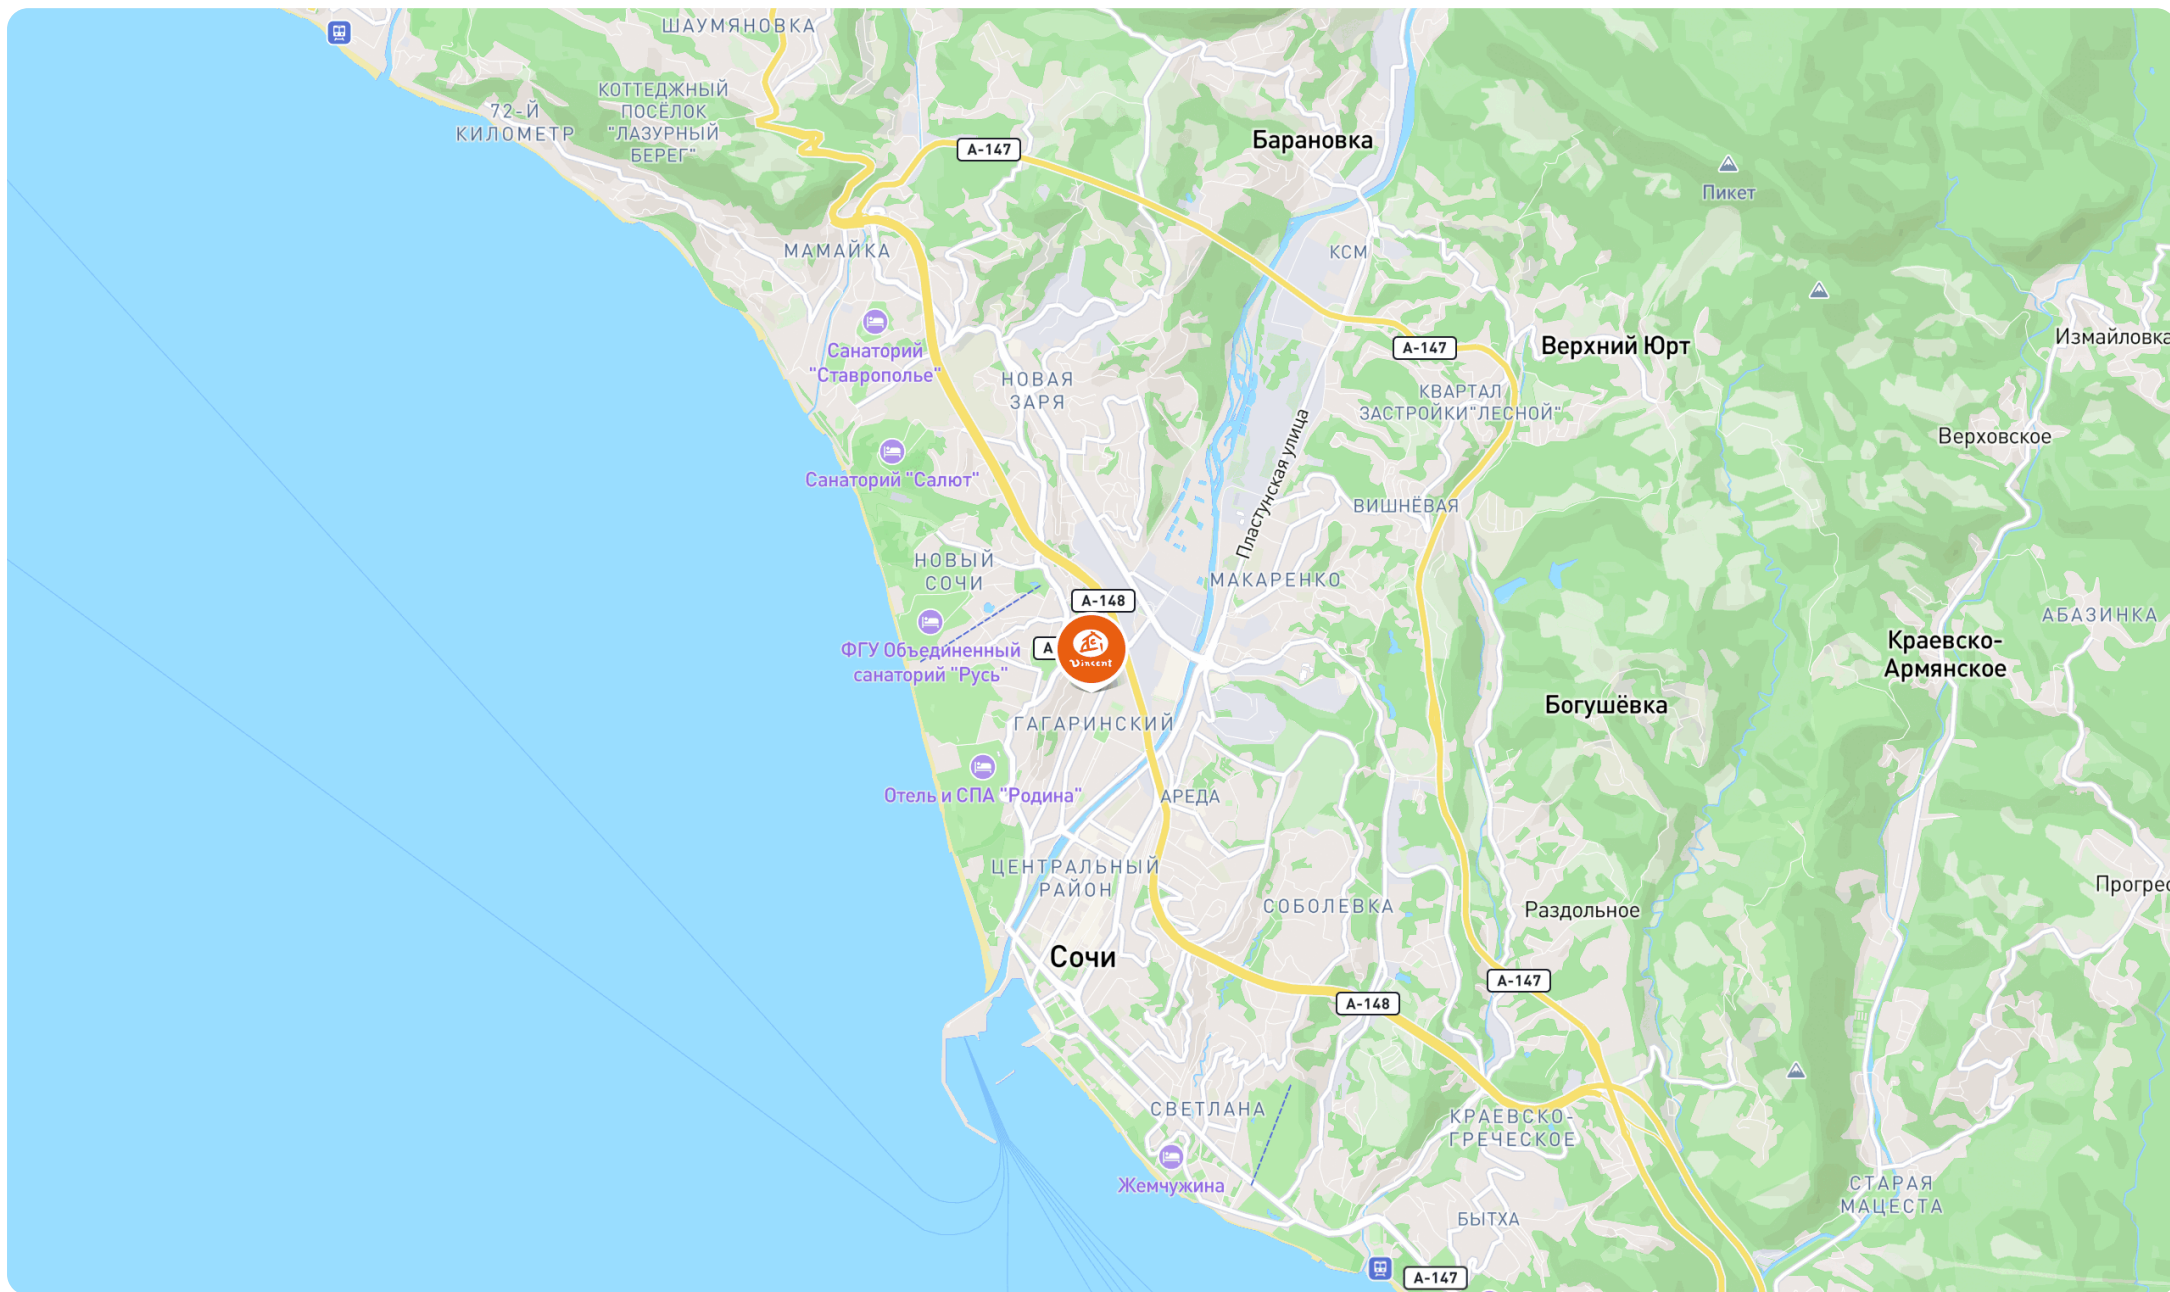 ШАУМЯНОВКА
КОТТЕДЖНЫЙ
ПОСЁЛОК
"ЛАЗУРНЫЙ
БЕРЕГ"
72-Й
КИЛОМЕТР
А-147
Барановка
Пикет
МАМАЙКА
КСМ
Санаторий
"Ставрополье"
НОВАЯ
ЗАРЯ
А-147
Верхний Юрт
Измайловка
КВАРТАЛ
ЗАСТРОЙКИ"ЛЕСНОЙ"
Верховское
Санаторий "Салют"
Пластунская улица
ВИШНЁВАЯ
НОВЫЙ
СОЧИ
МАКАРЕНКО
А-148
АБАЗИНКА
А
Vincent
ФГУ Объединенный
санаторий "Русь"
Краевско-
Армянское
Богушёвка
ГАГАРИНСКИЙ
Отель и СПА "Родина"
АРЕДА
ЦЕНТРАЛЬНЫЙ
РАЙОН
Прогрес
СОБОЛЕВКА
Раздольное
Сочи
А-147
А-148
СВЕТЛАНА
КРАЕВСКО-
ГРЕЧЕСКОЕ
Жемчужина
СТАРАЯ
МАЦЕСТА
БЫТХА
А-147